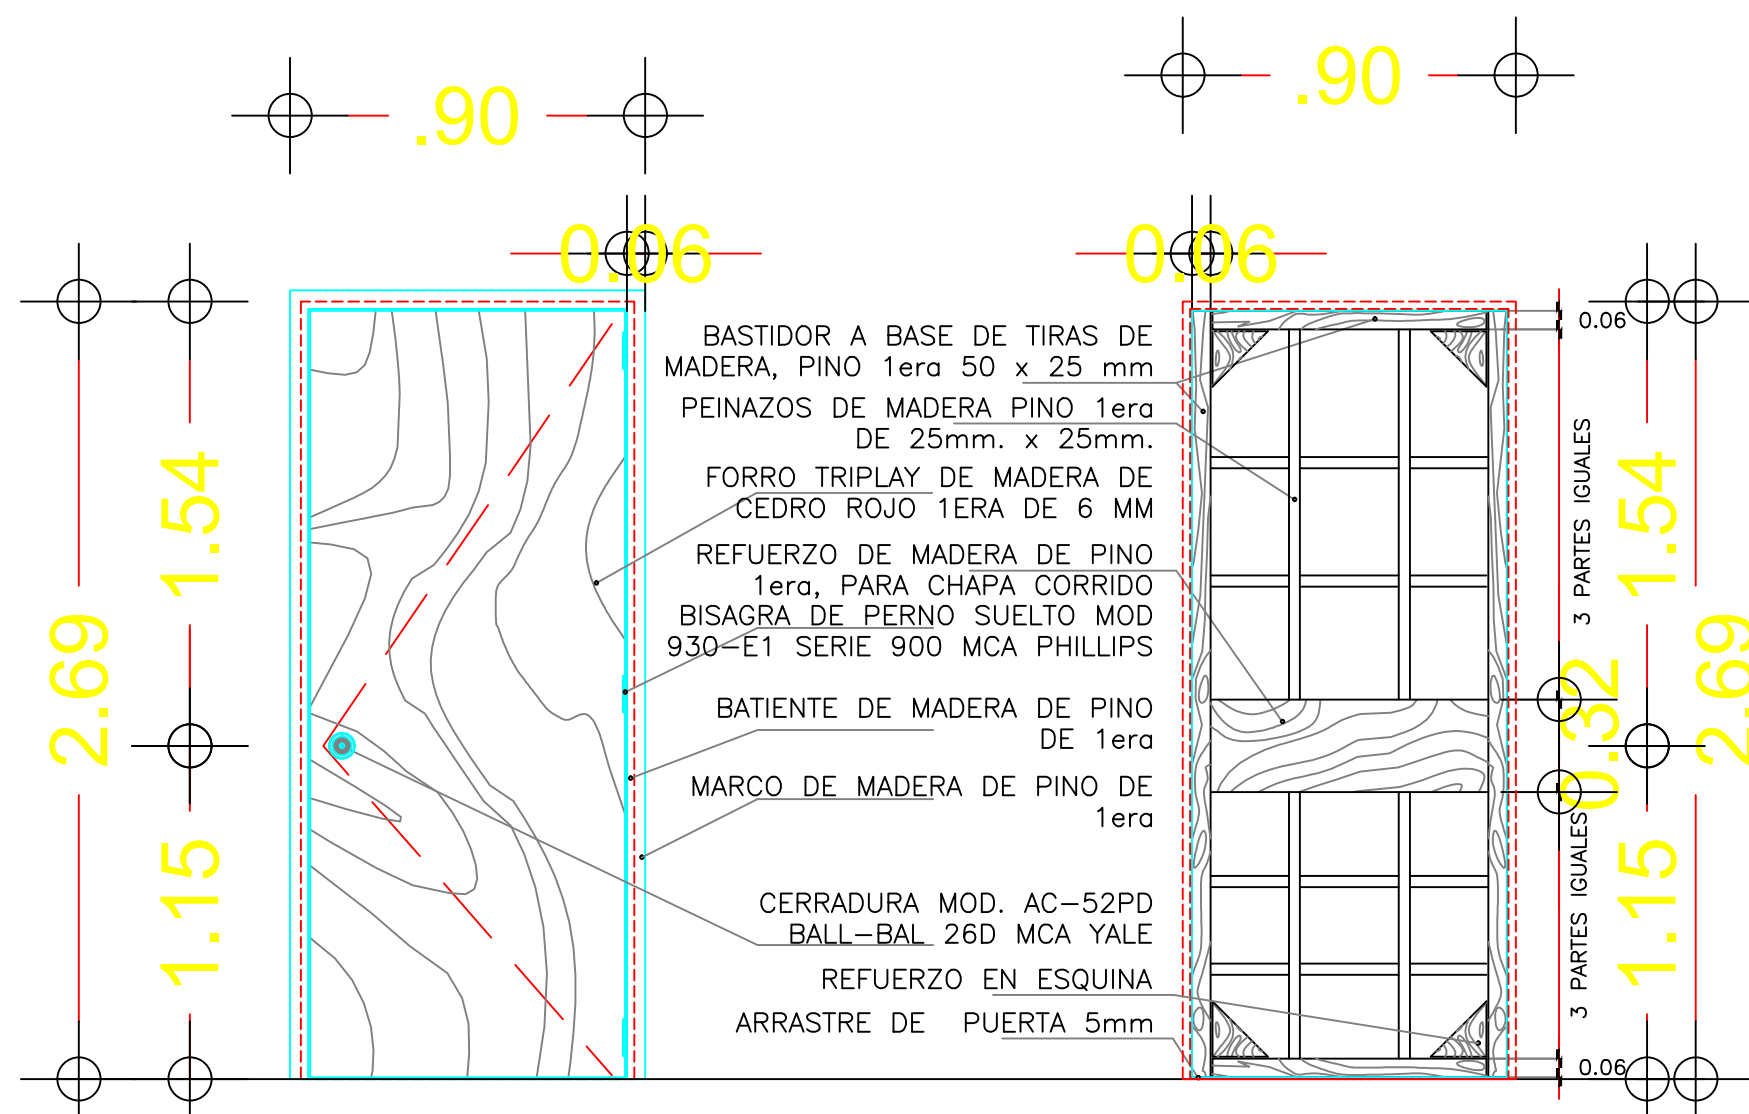 .90
.90
0.06
0.06
BASTIDOR A BASE DE TIRAS DE
MADERA, PINO 1era 50 x 25 mm
PEINAZOS DE MADERA PINO 1era
DE 25mm. x 25mm.
FORRO TRIPLAY DE MADERA DE
CEDRO ROJO 1ERA DE 6 MM
REFUERZO DE MADERA DE PINO
1era, PARA CHAPA CORRIDO
BISAGRA DE PERNO SUELTO MOD
930-E1 SERIE 900 MCA PHILLIPS
BATIENTE DE MADERA DE PINO
DE 1era
MARCO DE MADERA DE PINO DE
1era
CERRADURA MOD. AC-52PD
BALL-BAL 26D MCA YALE
REFUERZO EN ESQUINA
ARRASTRE DE PUERTA 5mm
2.69
1.54
1.15
0.06
3 PARTES IGUALES
0.32
3 PARTES IGUALES
0.06
1.54
1.15
2.69